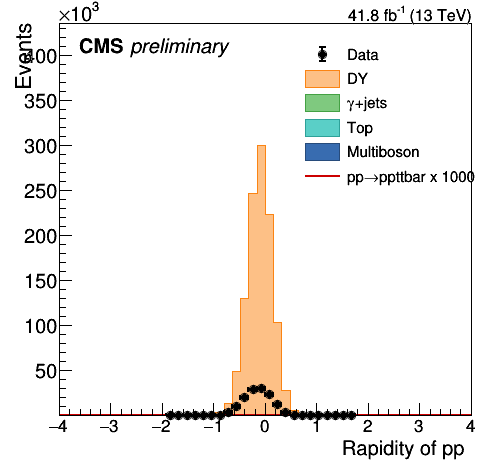 ×10³
41.8 fb⁻¹ (13 TeV)
Events
CMS preliminary
Data
DY
γ+jets
Top
Multiboson
pp→ppttbar x 1000
400
350
300
250
200
150
100
50
−4 −3 −2 −1 0 1 2 3 4
Rapidity of pp